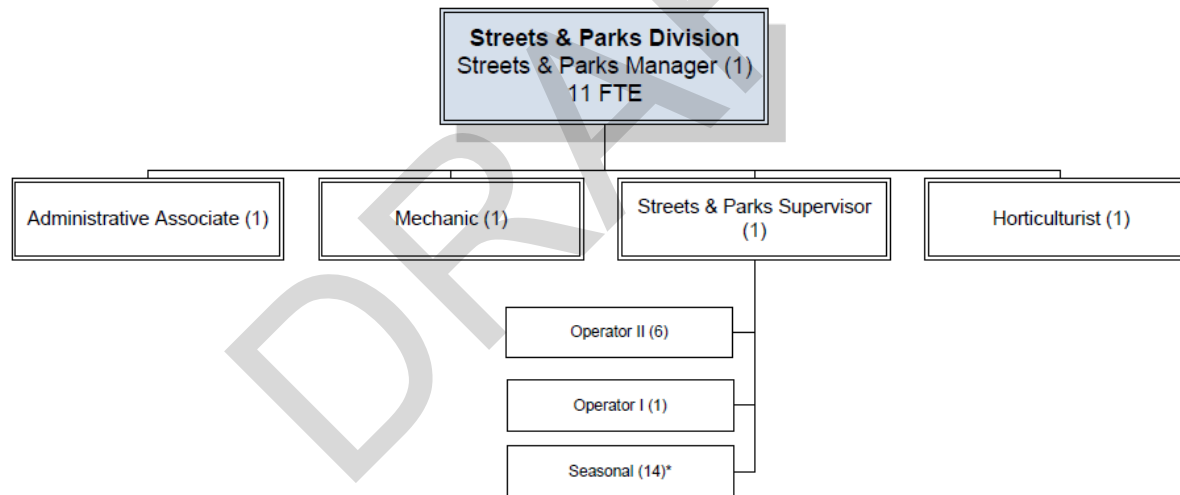 Streets & Parks Division
Streets & Parks Manager (1)
11 FTE
Administrative Associate (1)
Mechanic (1)
Streets & Parks Supervisor
(1)
Horticulturist (1)
Operator II (6)
Operator I (1)
Seasonal (14)*
DRA